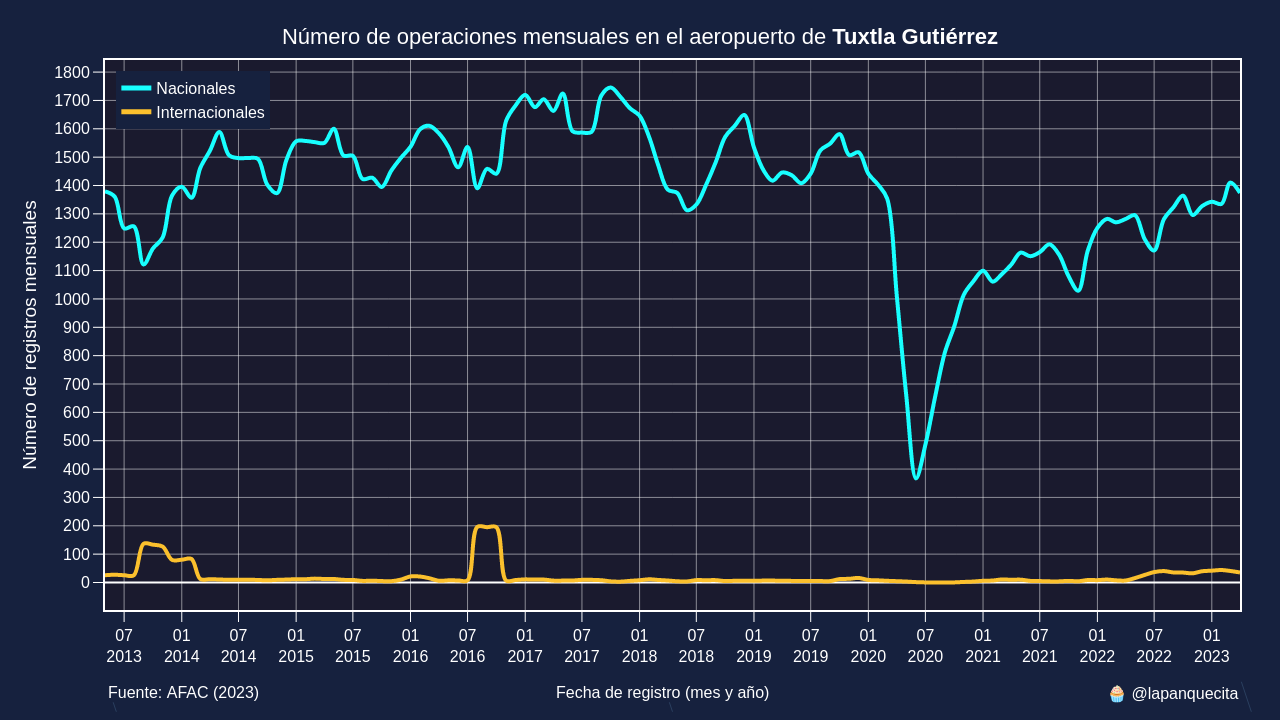 Número de operaciones mensuales en el aeropuerto de Tuxtla Gutiérrez
Número de registros mensuales
1800
1700
1600
1500
1400
1300
1200
1100
1000
900
800
700
600
500
400
300
200
100
0
Nacionales
Internacionales
07 01 07 01 07 01 07 01 07 01 07 01 07 01 07 01 07 01 07 01
2013 2014 2014 2015 2015 2016 2016 2017 2017 2018 2018 2019 2019 2020 2020 2021 2021 2022 2022 2023
Fuente: AFAC (2023)
Fecha de registro (mes y año)
🧁 @lapanquecita